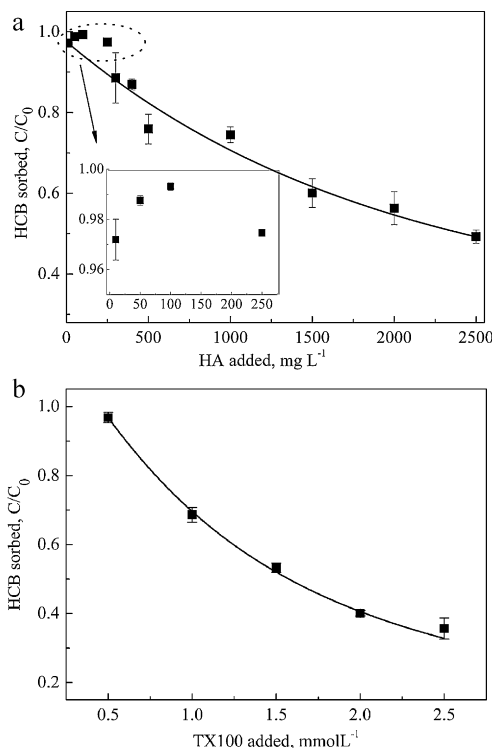 a
1.0
0.8
0.6
0.4
HCB sorbed, C/C0
1.00
0.98
0.96
0 50 100 150 200 250
0 500 1000 1500 2000 2500
HA added, mg L-1
b
1.0
0.8
0.6
0.4
0.2
HCB sorbed, C/C0
0.5 1.0 1.5 2.0 2.5
TX100 added, mmolL-1